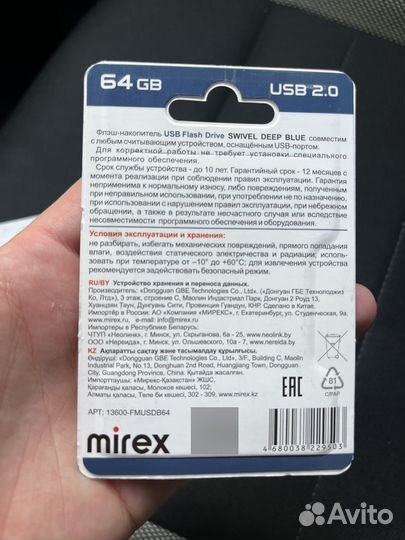 64 GB
USB 2.0
Флэш-накопитель USB Flash Drive SWIVEL DEEP BLUE совместим
с любым считывающим устройством, оснащённым USB-портом.
Для корректной работы не требует установки специального
программного обеспечения.
Срок службы устройства - до 10 лет. Гарантийный срок - 12 месяцев с
момента реализации при соблюдении правил эксплуатации. Гарантия
неприменима к нормальному износу, либо повреждениям, полученным
при неправильном использовании, при употреблении не по назначению,
при использовании с нарушением правил эксплуатации, при небрежном
обращении, а также в результате несчастного случая или вследствие
несовместимости программного обеспечения и оборудования.
Условия эксплуатации и хранения:
не разбирать, избегать механических повреждений, прямого попадания
влаги, воздействия статического электричества и радиации; исполь-
зовать при температуре от –10° до +60°С; для извлечения устройства
рекомендуется задействовать безопасный режим.
RU/BY Устройство хранения и переноса данных.
Производитель: «Dongguan GBE Technologies Co., Ltd», («Донгуан ГБЕ Технолоджиз
Ко, Лтд»), 3 этаж, строение С, Маолин Индастриал Парк, Донгуан 2 Роуд 13,
Хуанцзян Таун, Дунгуан Сити, Провинция Гуандун, КНР. Сделано в Китае.
Импортёр в РФ: АО «Компания «МИРЕКС», г. Екатеринбург, ул. Студенческая, 9а.
www.mirex.ru, e-mail: info@mirex.ru
Импортеры в Республике Беларусь:
ЧТУП «Неолинк», г. Минск, ул. Скрыганова, 6а - 25, www.neolink.by
ООО «Нереида», г. Минск, ул. Ольшевского, 10а - 7, www.nereida.by
KZ Ақпаратты сақтау және тасымалдау құрылғысы.
Өндіруші: «Dongguan GBE Technologies Co., Ltd», 3/F., Building C, Maolin
Industrial Park, No.13, Donghuan 2nd Road, Huangjiang Town, Dongguan
City, Guangdong Province, China. Қытайда жасалған.
Импорттаушы: «Мирекс-Казахстан» ЖШС,
Қарағанды қаласы, Молоков көшесі, 102;
Алматы қаласы, Төле би көшесі, 302. www.mirex.kz
EAC
81
C/PAP
АРТ: 13600-FMUSDB64
mirex
4 680038 229503
Avito